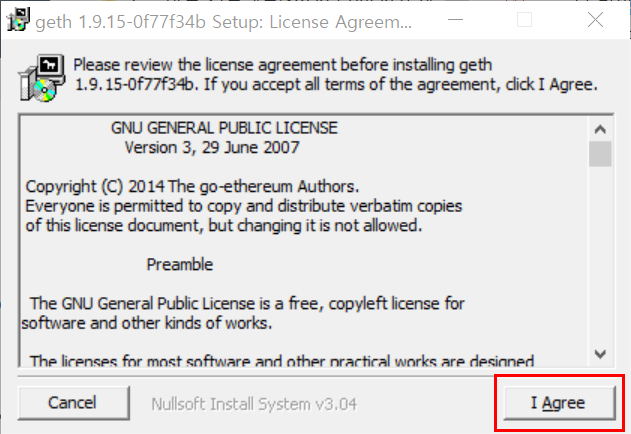 geth 1.9.15-0f77f34b Setup: License Agreem...
Please review the license agreement before installing geth
1.9.15-0f77f34b. If you accept all terms of the agreement, click I Agree.
GNU GENERAL PUBLIC LICENSE
Version 3, 29 June 2007
Copyright (C) 2014 The go-ethereum Authors.
Everyone is permitted to copy and distribute verbatim copies
of this license document, but changing it is not allowed.
Preamble
The GNU General Public License is a free, copyleft license for
software and other kinds of works.
The licenses for most software and other practical works are designed
Cancel
Nullsoft Install System v3.04
I Agree